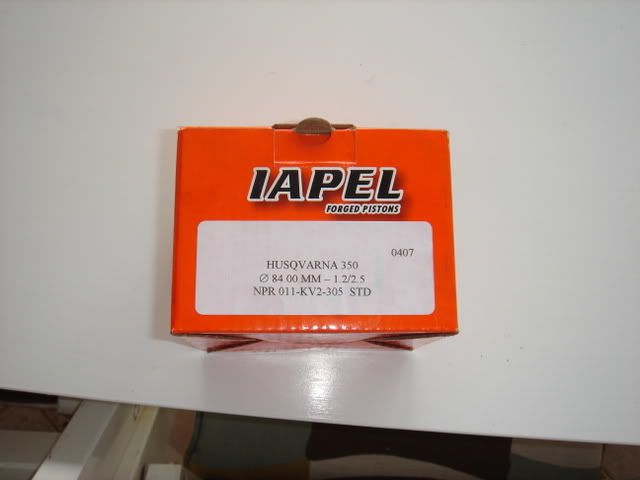 IAPEL
FORGED PISTONS
0407
HUSQVARNA 350
∅ 84.00 MM – 1.2/2.5
NPR 011-KV2-305 STD